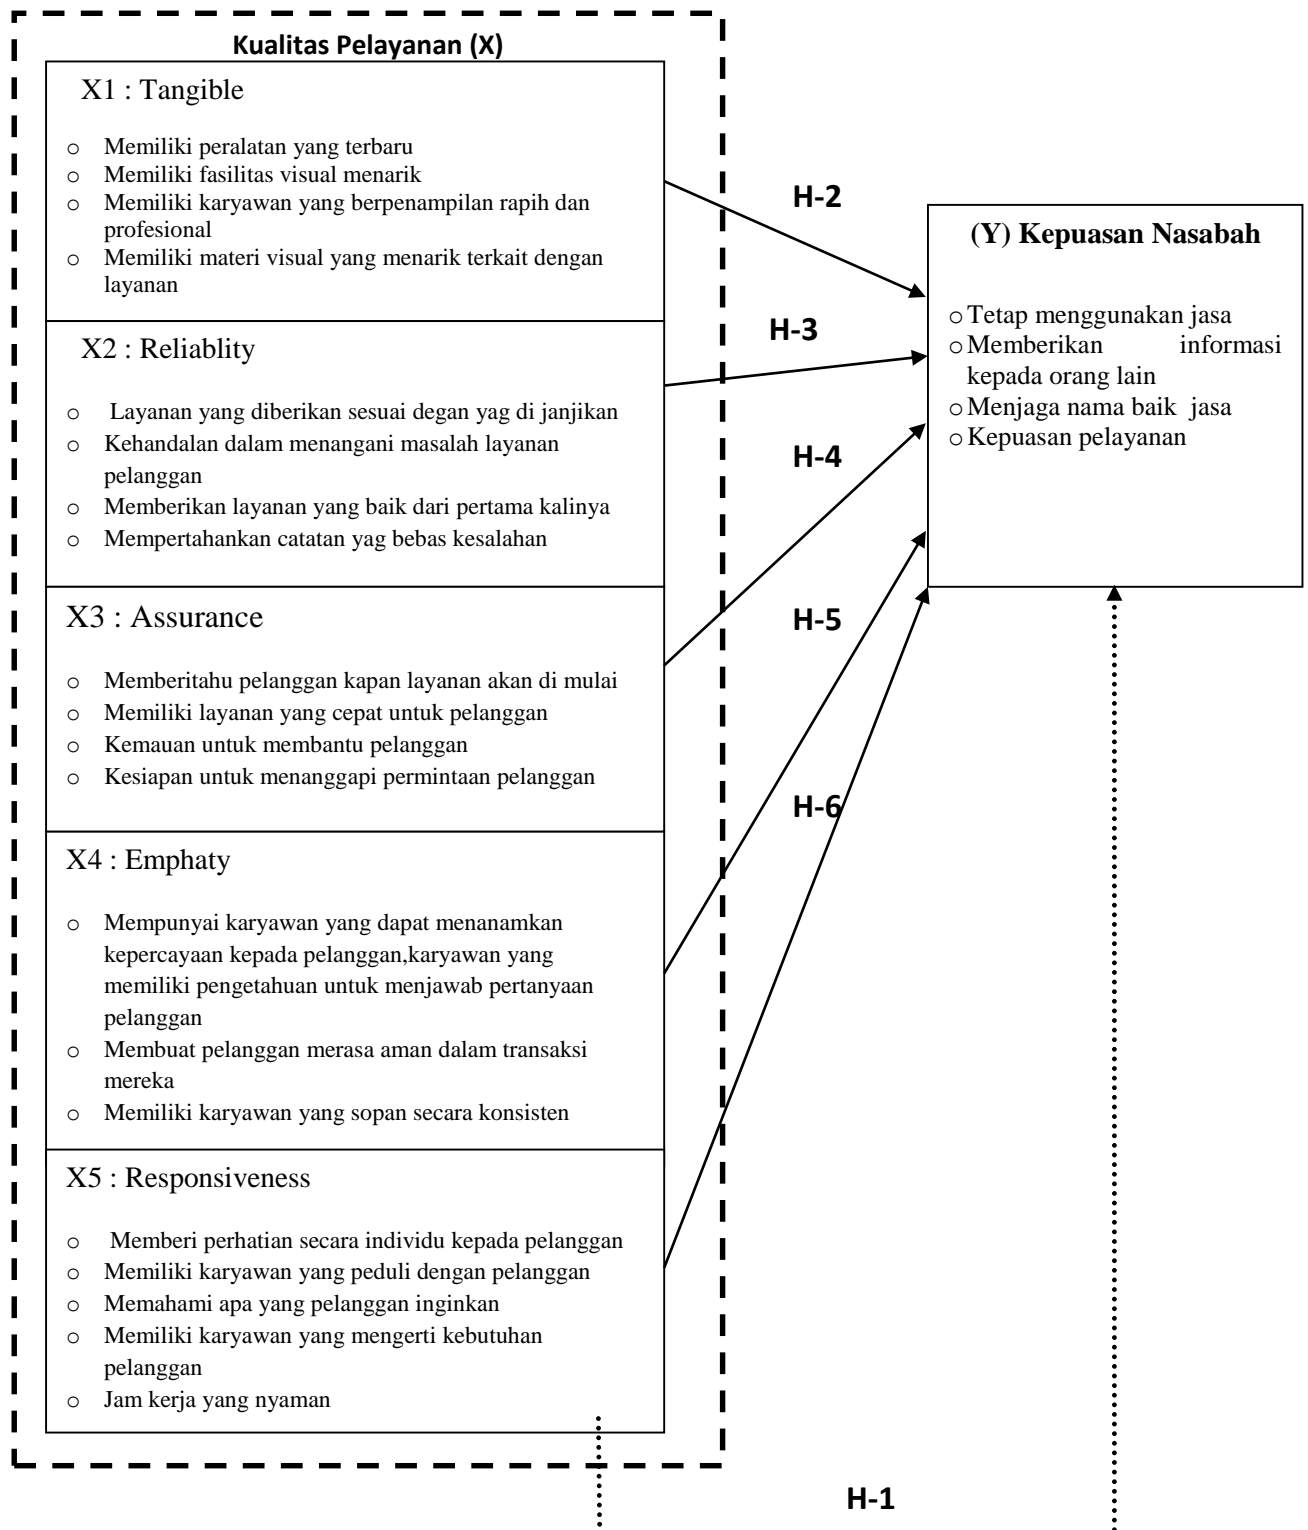 Kualitas Pelayanan (X)
X1 : Tangible
o Memiliki peralatan yang terbaru
o Memiliki fasilitas visual menarik
o Memiliki karyawan yang berpenampilan rapih dan
profesional
o Memiliki materi visual yang menarik terkait dengan
layanan
X2 : Reliablity
o Layanan yang diberikan sesuai degan yag di janjikan
o Kehandalan dalam menangani masalah layanan
pelanggan
o Memberikan layanan yang baik dari pertama kalinya
o Mempertahankan catatan yag bebas kesalahan
X3 : Assurance
o Memberitahu pelanggan kapan layanan akan di mulai
o Memiliki layanan yang cepat untuk pelanggan
o Kemauan untuk membantu pelanggan
o Kesiapan untuk menanggapi permintaan pelanggan
X4 : Emphaty
o Mempunyai karyawan yang dapat menanamkan
kepercayaan kepada pelanggan,karyawan yang
memiliki pengetahuan untuk menjawab pertanyaan
pelanggan
o Membuat pelanggan merasa aman dalam transaksi
mereka
o Memiliki karyawan yang sopan secara konsisten
X5 : Responsiveness
o Memberi perhatian secara individu kepada pelanggan
o Memiliki karyawan yang peduli dengan pelanggan
o Memahami apa yang pelanggan inginkan
o Memiliki karyawan yang mengerti kebutuhan
pelanggan
o Jam kerja yang nyaman
H-2
H-3
H-4
H-5
H-6
(Y) Kepuasan Nasabah
o Tetap menggunakan jasa
o Memberikan informasi
kepada orang lain
o Menjaga nama baik jasa
o Kepuasan pelayanan
H-1